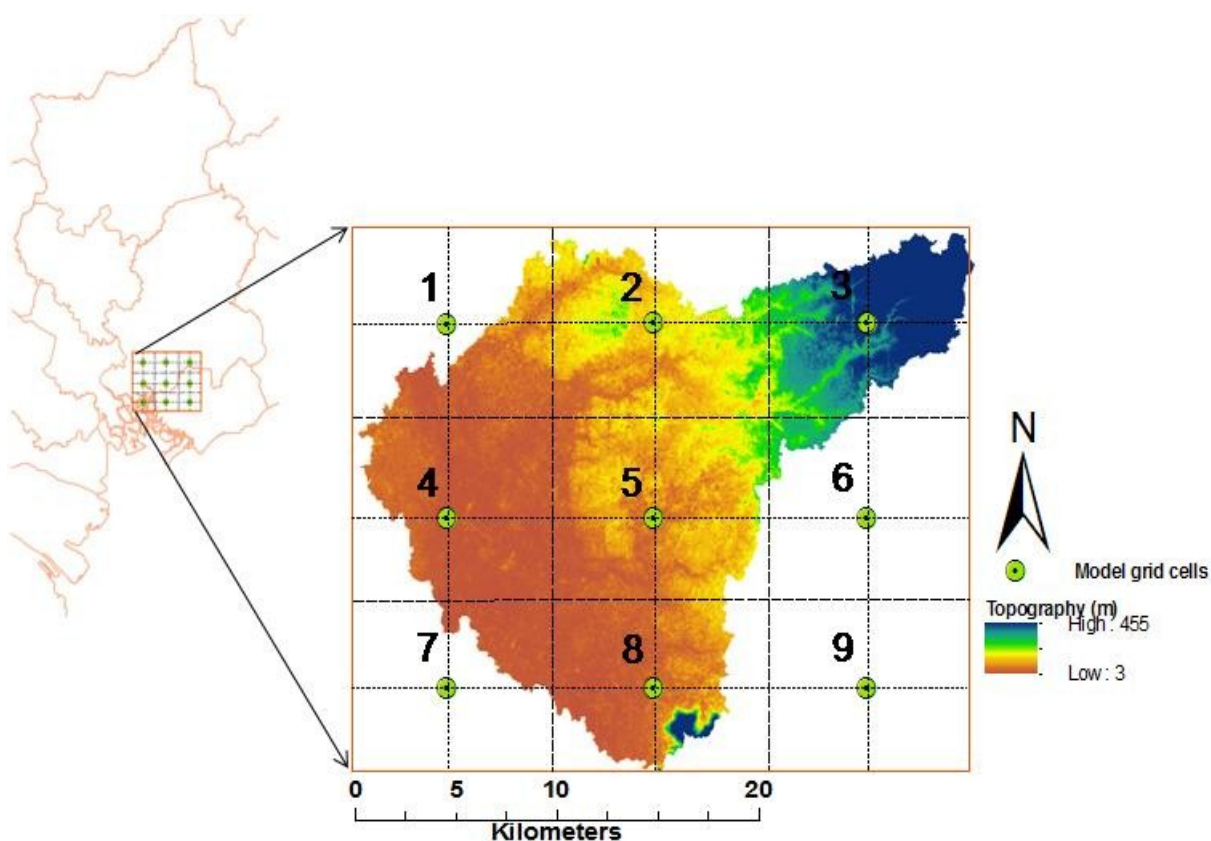 1 2 3
4 5 6
7 8 9
N
Model grid cells
Topography (m)
High : 455
Low : 3
0 5 10 20
Kilometers